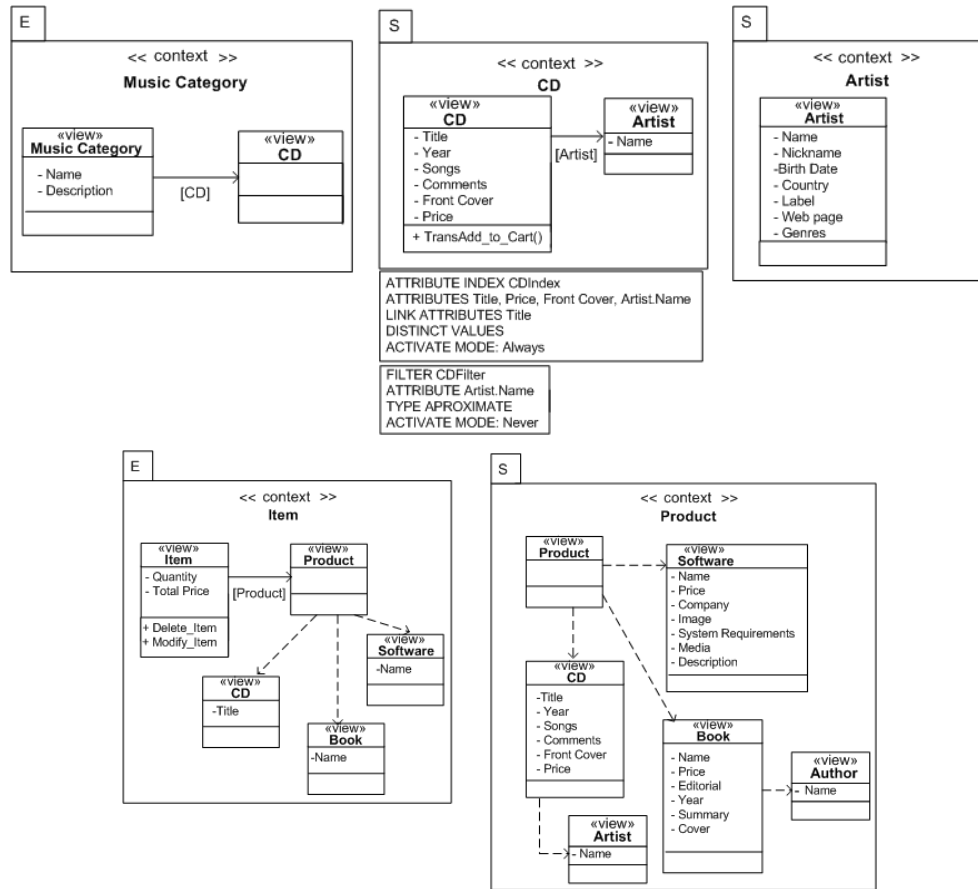 E
<< context >>
Music Category
«view»
Music Category
- Name
- Description
[CD]
«view»
CD
S
<< context >>
CD
«view»
CD
- Title
- Year
- Songs
- Comments
- Front Cover
- Price
+ TransAdd_to_Cart()
[Artist]
«view»
Artist
- Name
ATTRIBUTE INDEX CDIndex
ATTRIBUTES Title, Price, Front Cover, Artist.Name
LINK ATTRIBUTES Title
DISTINCT VALUES
ACTIVATE MODE: Always
FILTER CDFilter
ATTRIBUTE Artist.Name
TYPE APROXIMATE
ACTIVATE MODE: Never
S
<< context >>
Artist
«view»
Artist
- Name
- Nickname
-Birth Date
- Country
- Label
- Web page
- Genres
E
<< context >>
Item
«view»
Item
- Quantity
- Total Price
+ Delete_Item
+ Modify_Item
[Product]
«view»
Product
«view»
Software
-Name
«view»
CD
-Title
«view»
Book
-Name
S
<< context >>
Product
«view»
Product
«view»
Software
- Name
- Price
- Company
- Image
- System Requirements
- Media
- Description
«view»
CD
-Title
- Year
- Songs
- Comments
- Front Cover
- Price
«view»
Book
- Name
- Price
- Editorial
- Year
- Summary
- Cover
«view»
Author
- Name
«view»
Artist
- Name